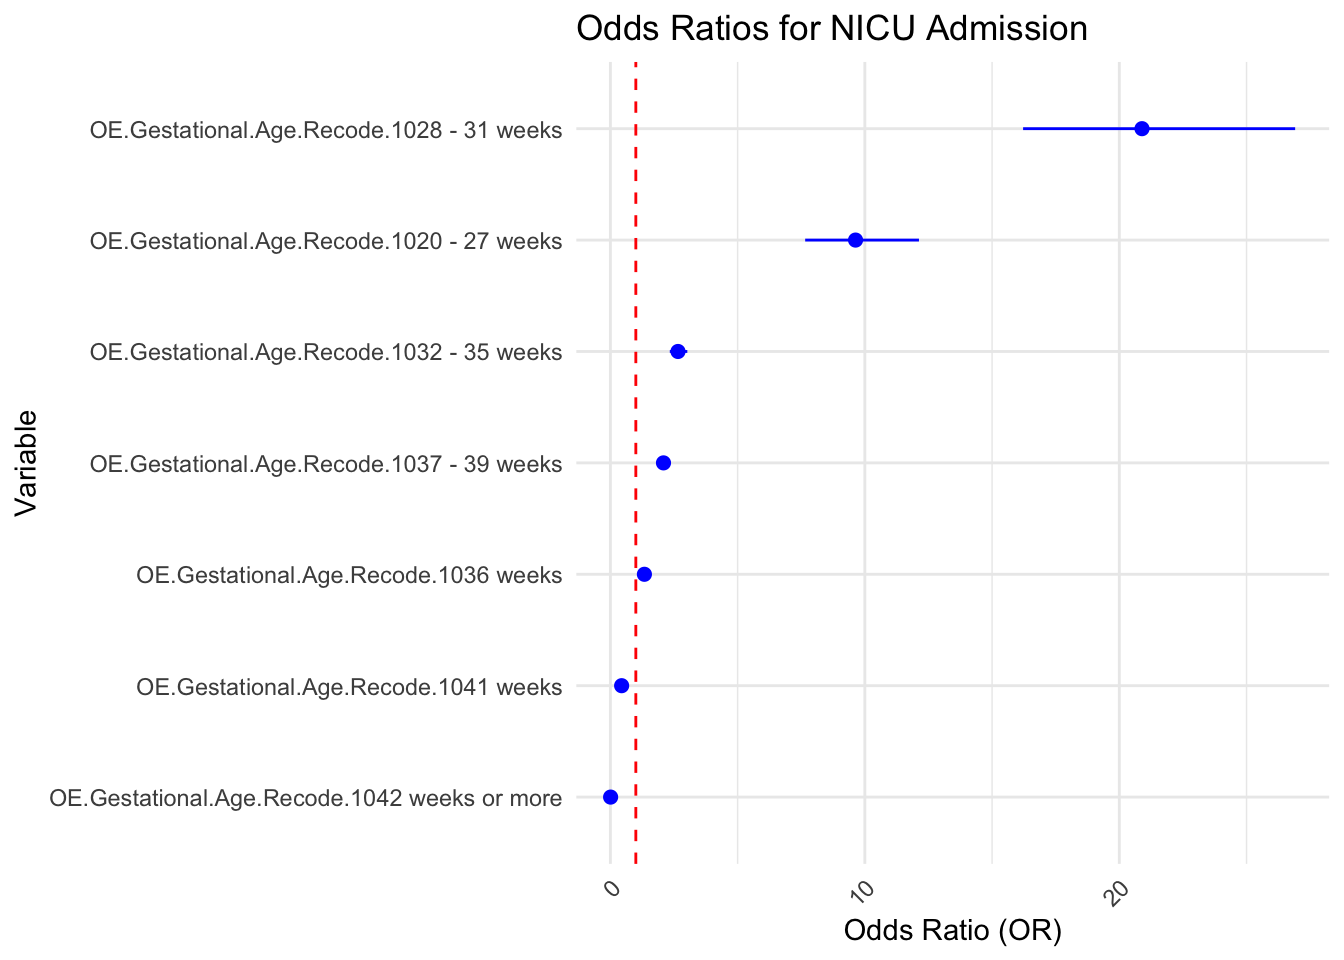 Odds Ratios for NICU Admission
OE.Gestational.Age.Recode.1028 - 31 weeks
OE.Gestational.Age.Recode.1020 - 27 weeks
OE.Gestational.Age.Recode.1032 - 35 weeks
OE.Gestational.Age.Recode.1037 - 39 weeks
OE.Gestational.Age.Recode.1036 weeks
OE.Gestational.Age.Recode.1041 weeks
OE.Gestational.Age.Recode.1042 weeks or more
Variable
0
10
20
Odds Ratio (OR)